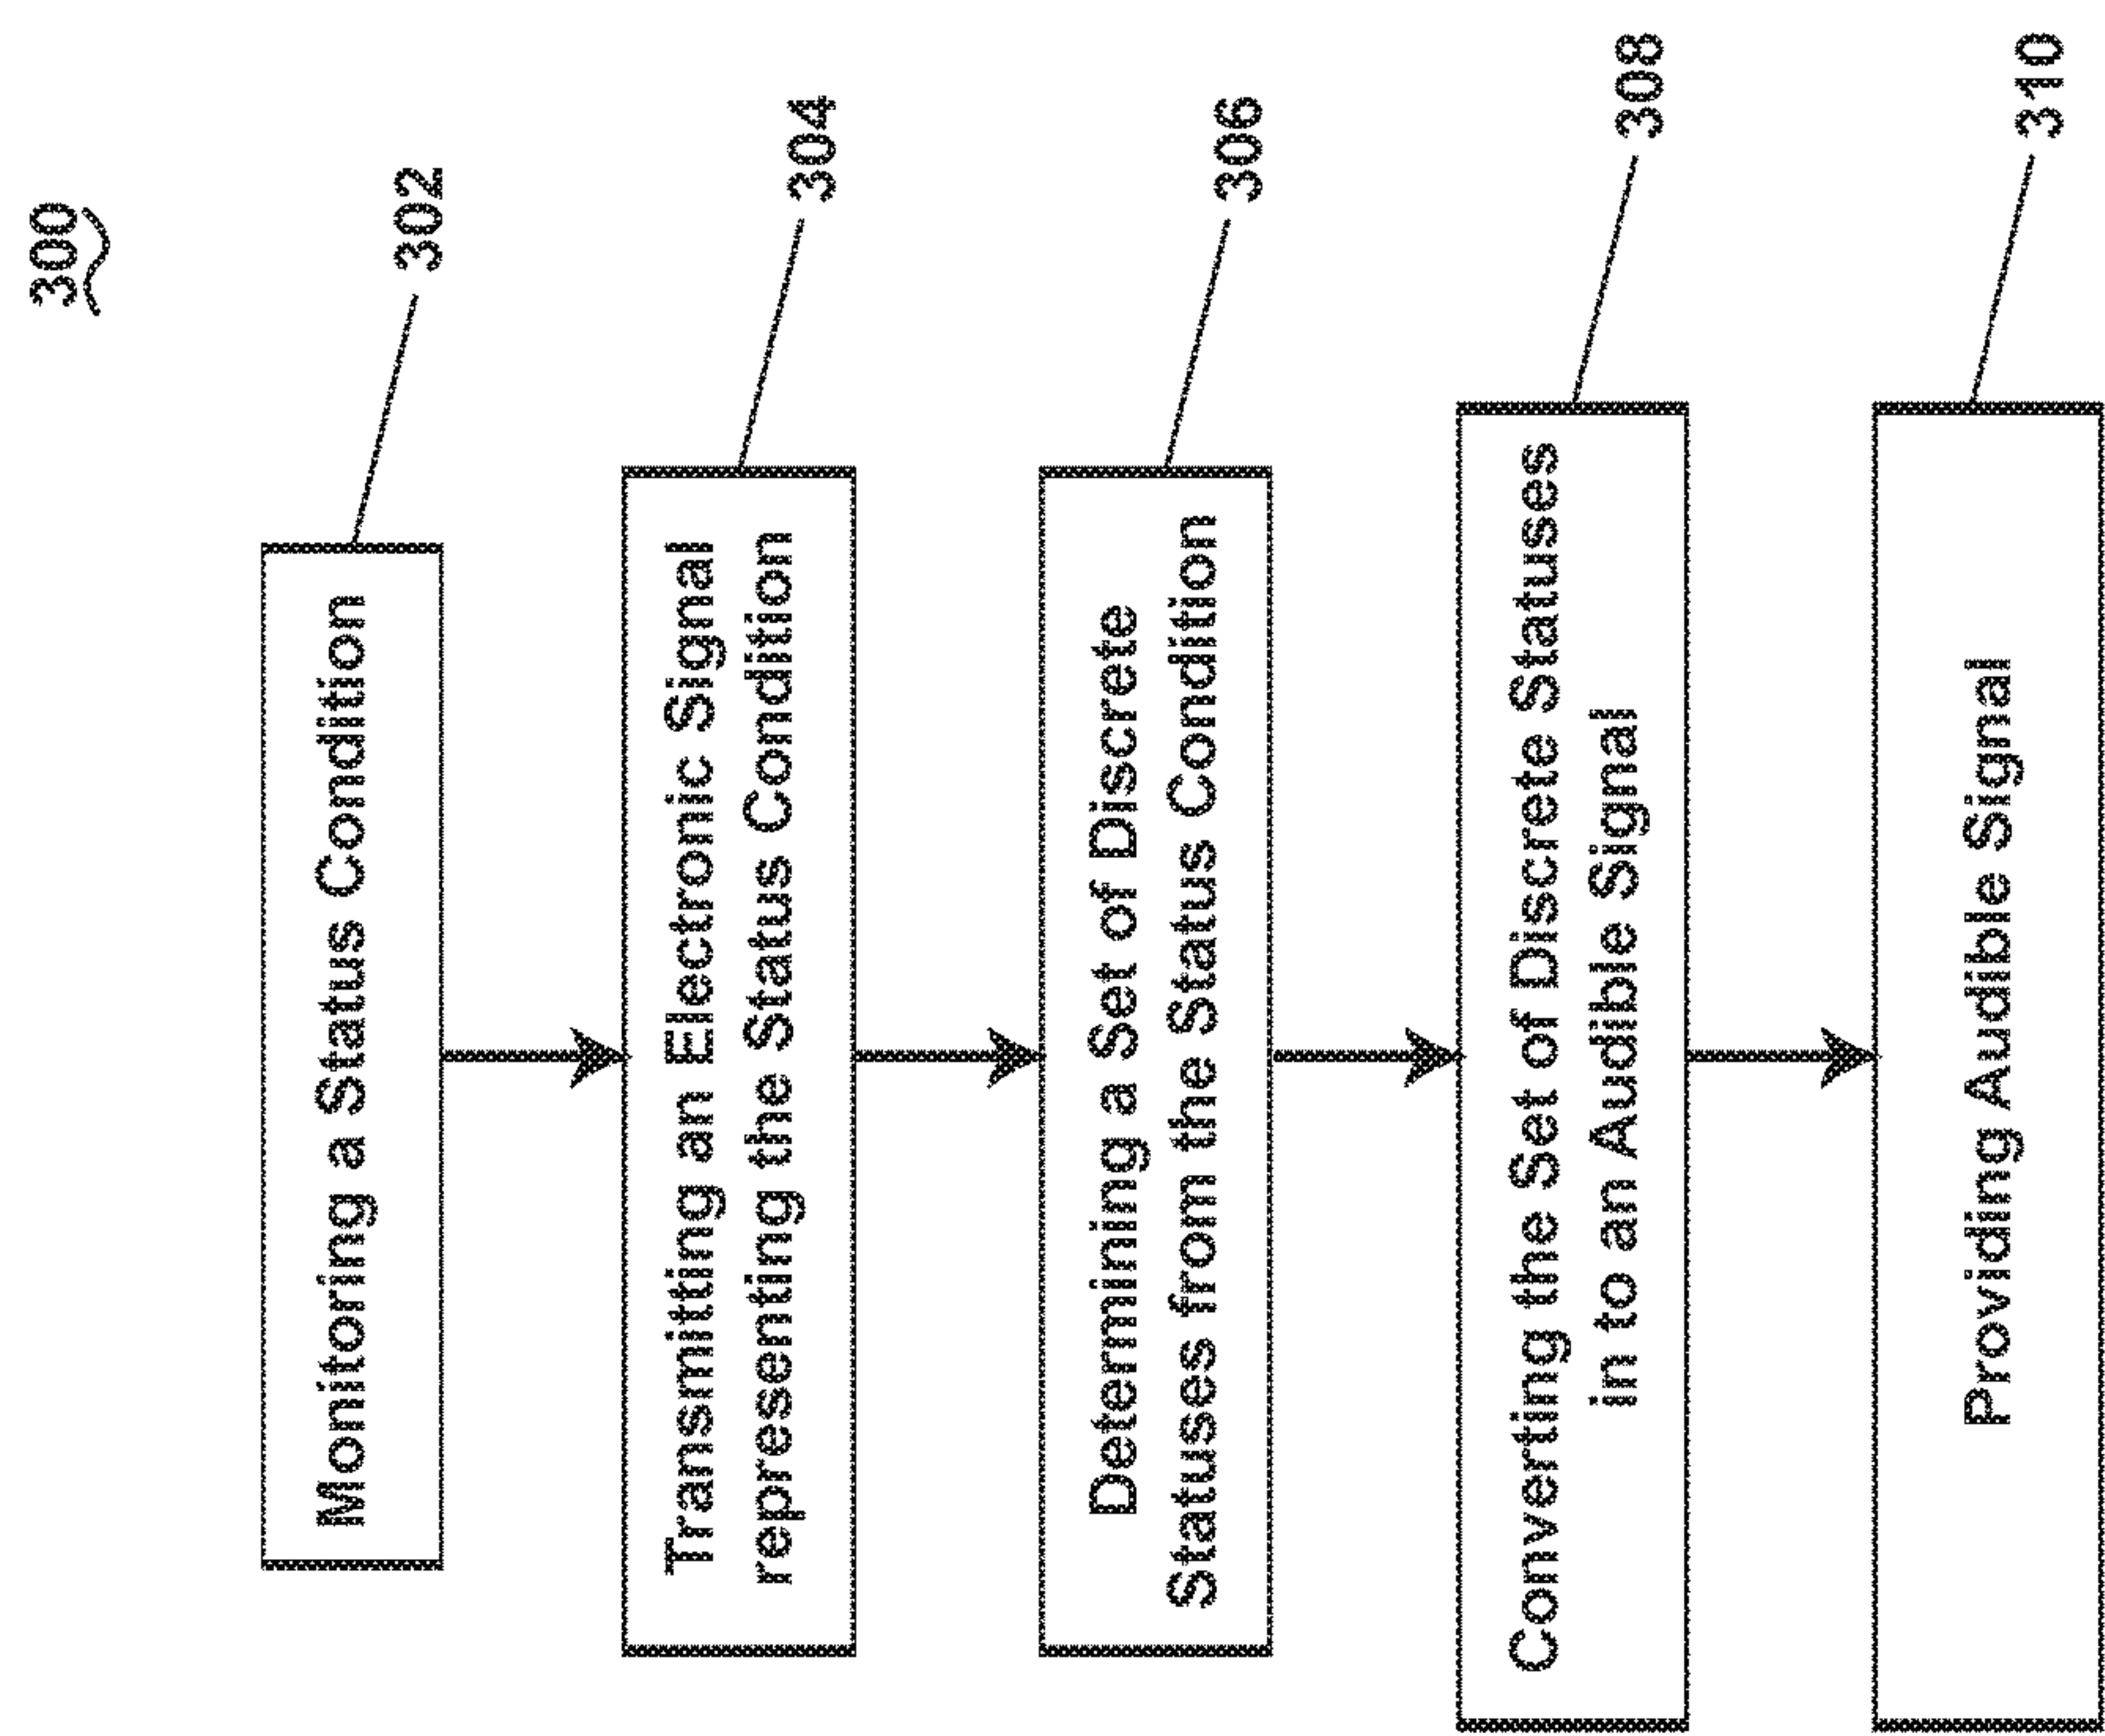 300
Monitoring a Status Condition
302
Transmitting an Electronic Signal
representing the Status Condition
304
Determining a Set of Discrete
Statuses from the Status Condition
306
Converting the Set of Discrete Statuses
in to an Audible Signal
308
Providing Audible Signal
310